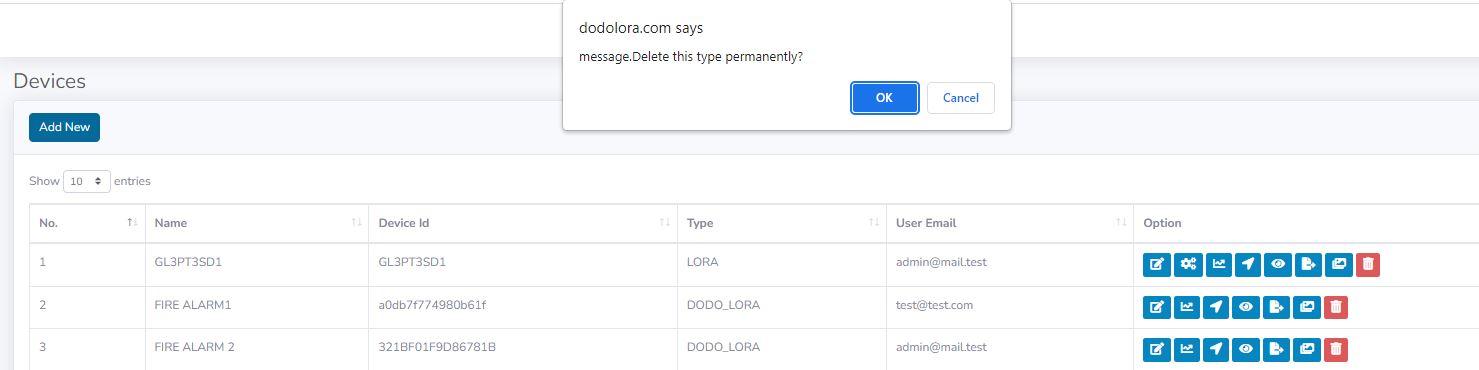 dodolora.com says
message.Delete this type permanently?
OK Cancel
Devices
Add New
Show 10 entries
No. Name Device Id Type User Email Option
1 GL3PT3SD1 GL3PT3SD1 LORA admin@mail.test
2 FIRE ALARM1 a0db7f774980b61f DODO_LORA test@test.com
3 FIRE ALARM 2 321BF01F9D86781B DODO_LORA admin@mail.test